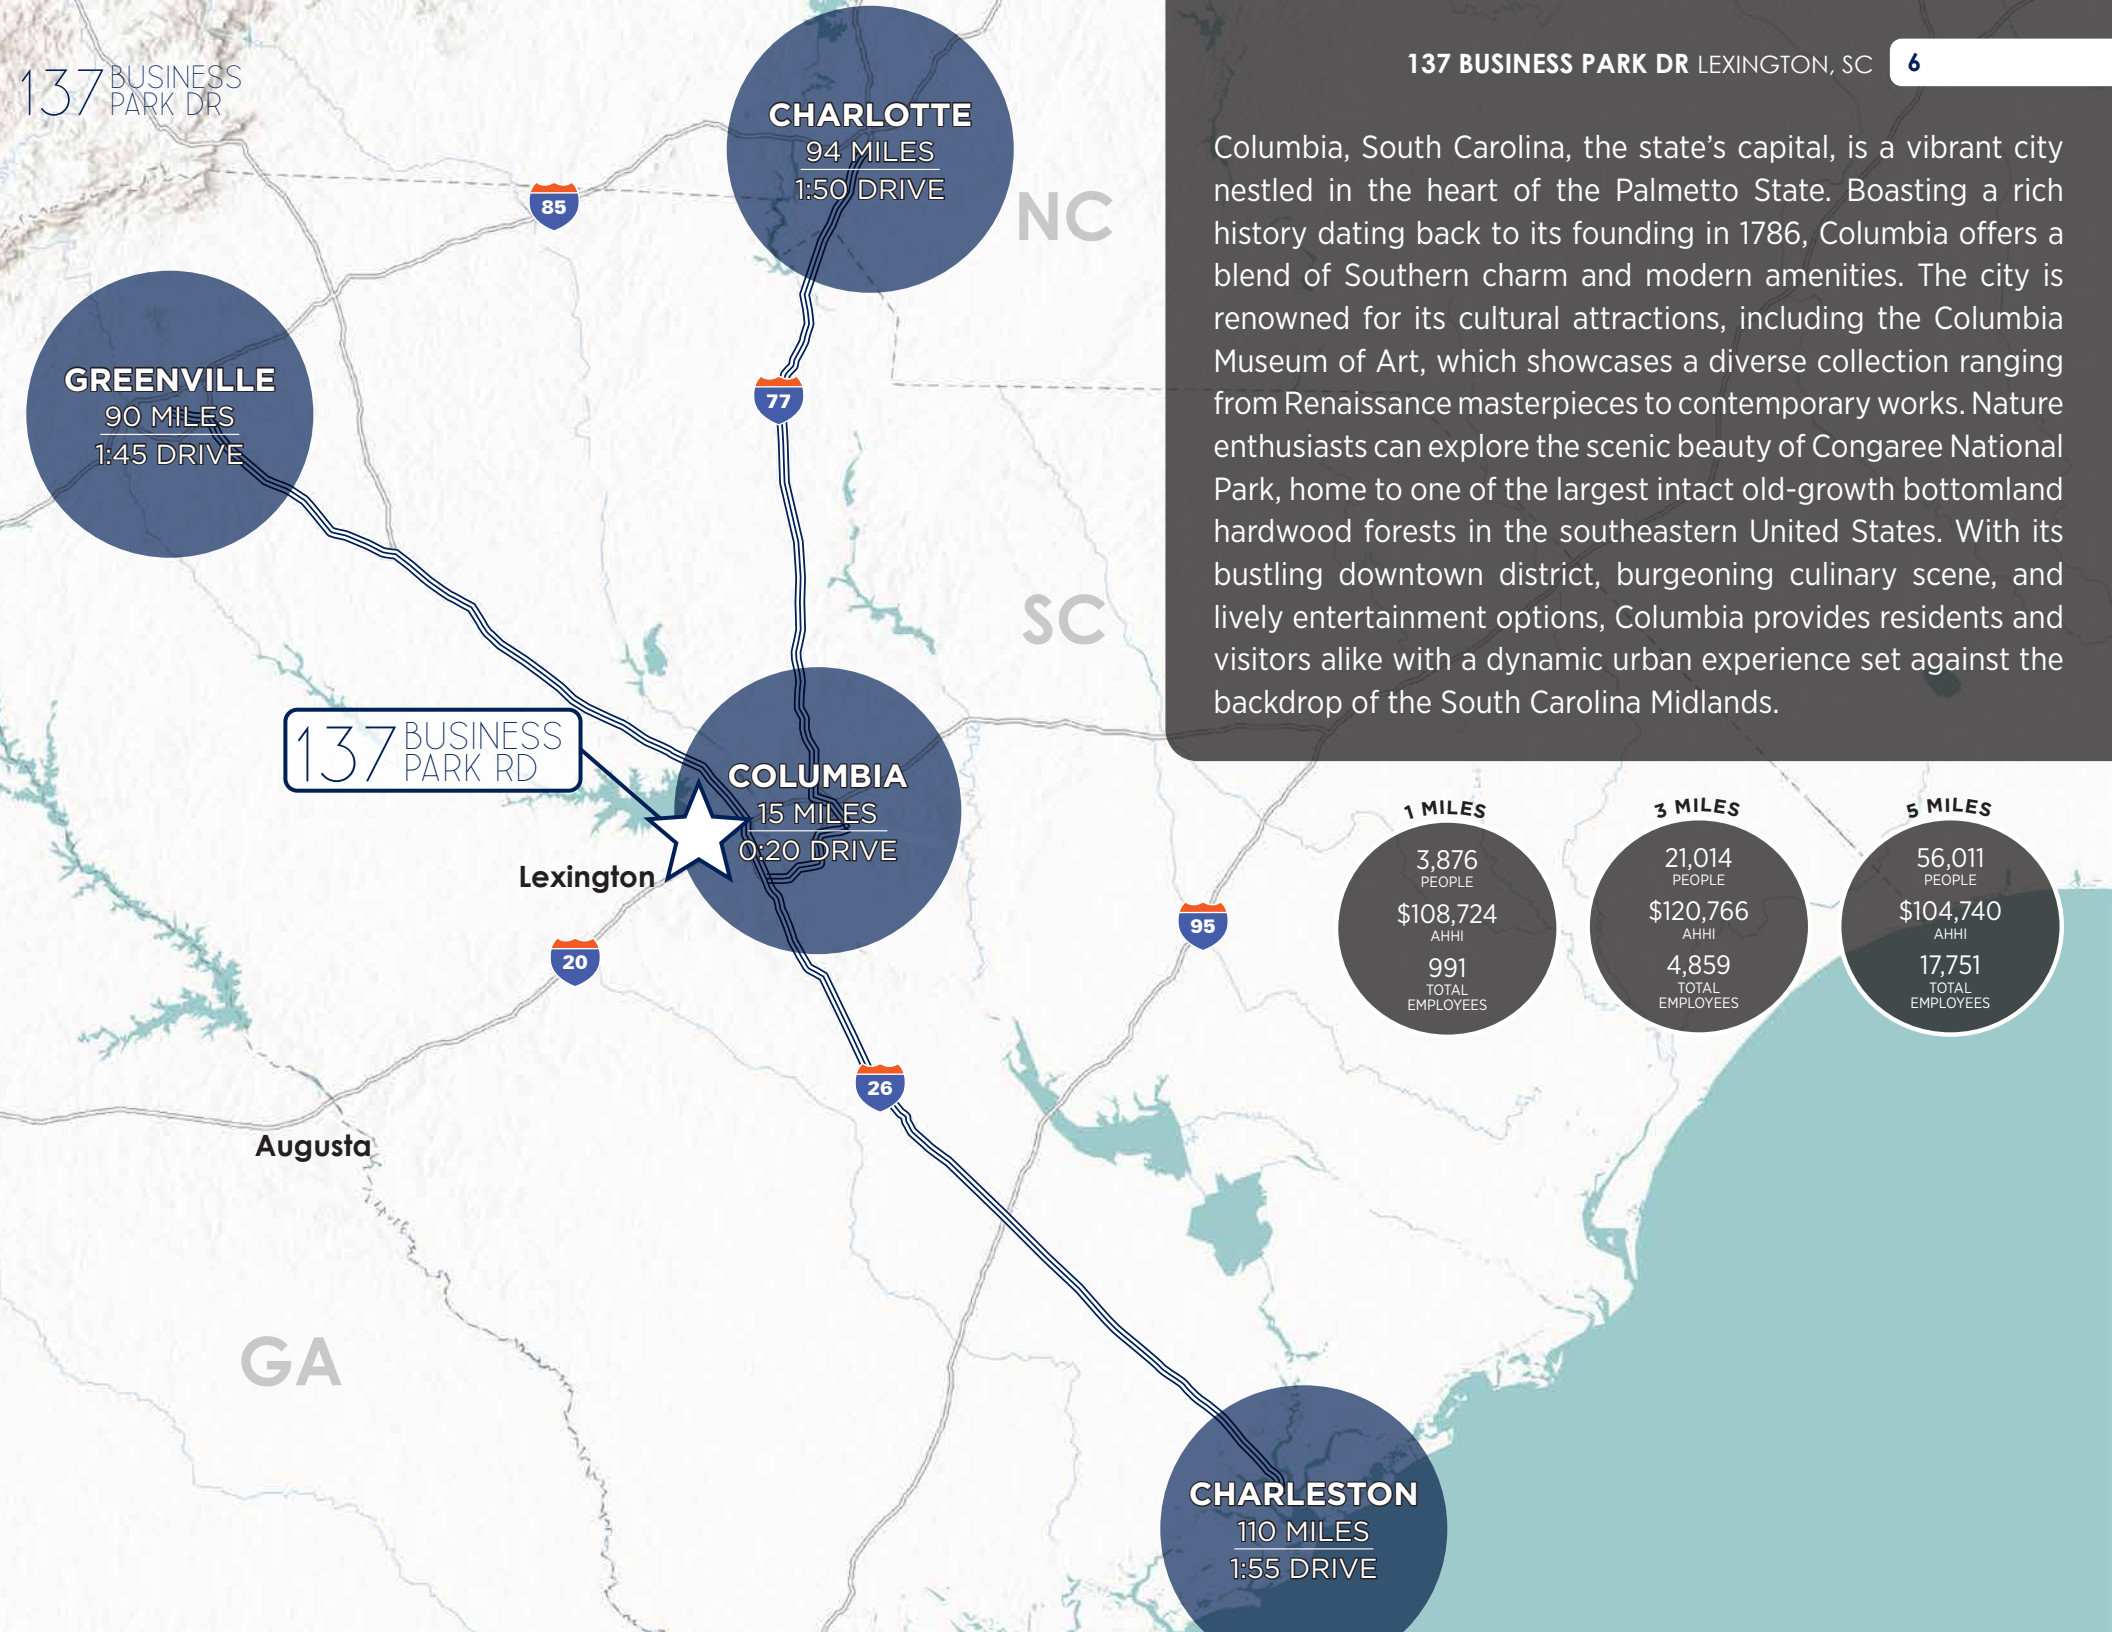 137 BUSINESS
PARK DR
137 BUSINESS PARK DR LEXINGTON, SC 6
Columbia, South Carolina, the state’s capital, is a vibrant city
nestled in the heart of the Palmetto State. Boasting a rich
history dating back to its founding in 1786, Columbia offers a
blend of Southern charm and modern amenities. The city is
renowned for its cultural attractions, including the Columbia
Museum of Art, which showcases a diverse collection ranging
from Renaissance masterpieces to contemporary works. Nature
enthusiasts can explore the scenic beauty of Congaree National
Park, home to one of the largest intact old-growth bottomland
hardwood forests in the southeastern United States. With its
bustling downtown district, burgeoning culinary scene, and
lively entertainment options, Columbia provides residents and
visitors alike with a dynamic urban experience set against the
backdrop of the South Carolina Midlands.
CHARLOTTE
94 MILES
1:50 DRIVE
85
NC
GREENVILLE
90 MILES
1:45 DRIVE
77
SC
137 BUSINESS
PARK RD
COLUMBIA
15 MILES
0:20 DRIVE
Lexington
20
95
26
Augusta
GA
CHARLESTON
110 MILES
1:55 DRIVE
1 MILES
3,876
PEOPLE
$108,724
AHHI
991
TOTAL
EMPLOYEES
3 MILES
21,014
PEOPLE
$120,766
AHHI
4,859
TOTAL
EMPLOYEES
5 MILES
56,011
PEOPLE
$104,740
AHHI
17,751
TOTAL
EMPLOYEES